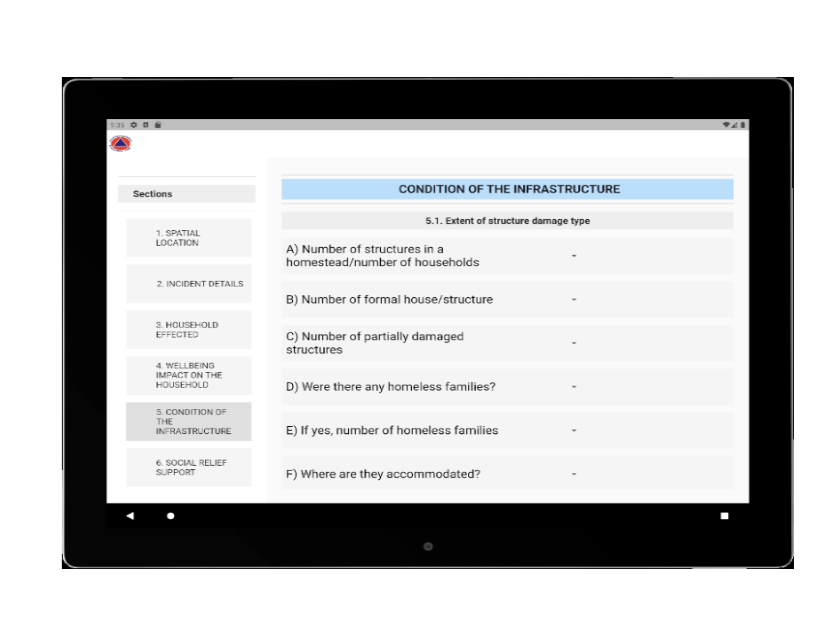 9:35
Sections
1. SPATIAL
LOCATION
2. INCIDENT DETAILS
3. HOUSEHOLD
EFFECTED
4. WELLBEING
IMPACT ON THE
HOUSEHOLD
5. CONDITION OF
THE
INFRASTRUCTURE
6. SOCIAL RELIEF
SUPPORT
CONDITION OF THE INFRASTRUCTURE
5.1. Extent of structure damage type
A) Number of structures in a
homestead/number of households
B) Number of formal house/structure
C) Number of partially damaged
structures
D) Were there any homeless families?
E) If yes, number of homeless families
F) Where are they accommodated?